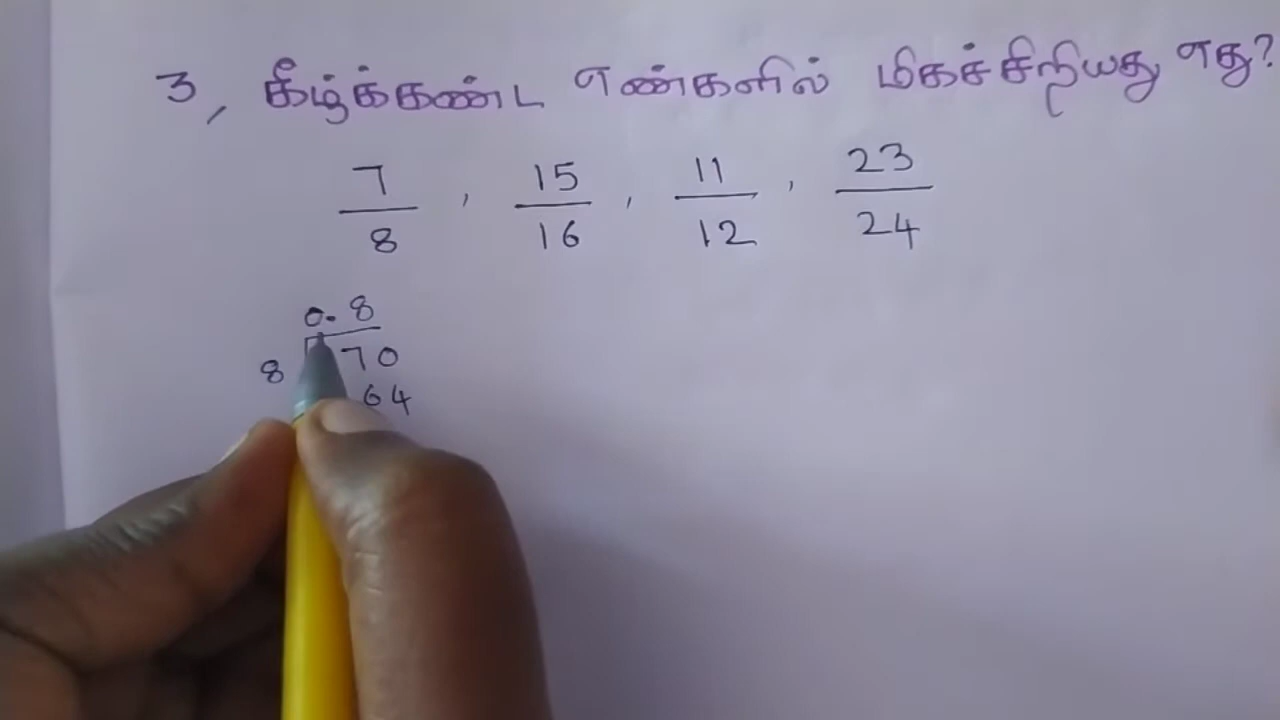 3, கீழ்க்கண்ட எண்களில் மிகச்சிறியது எது?
7/8 , 15/16 , 11/12 , 23/24
0.8
8 70
64